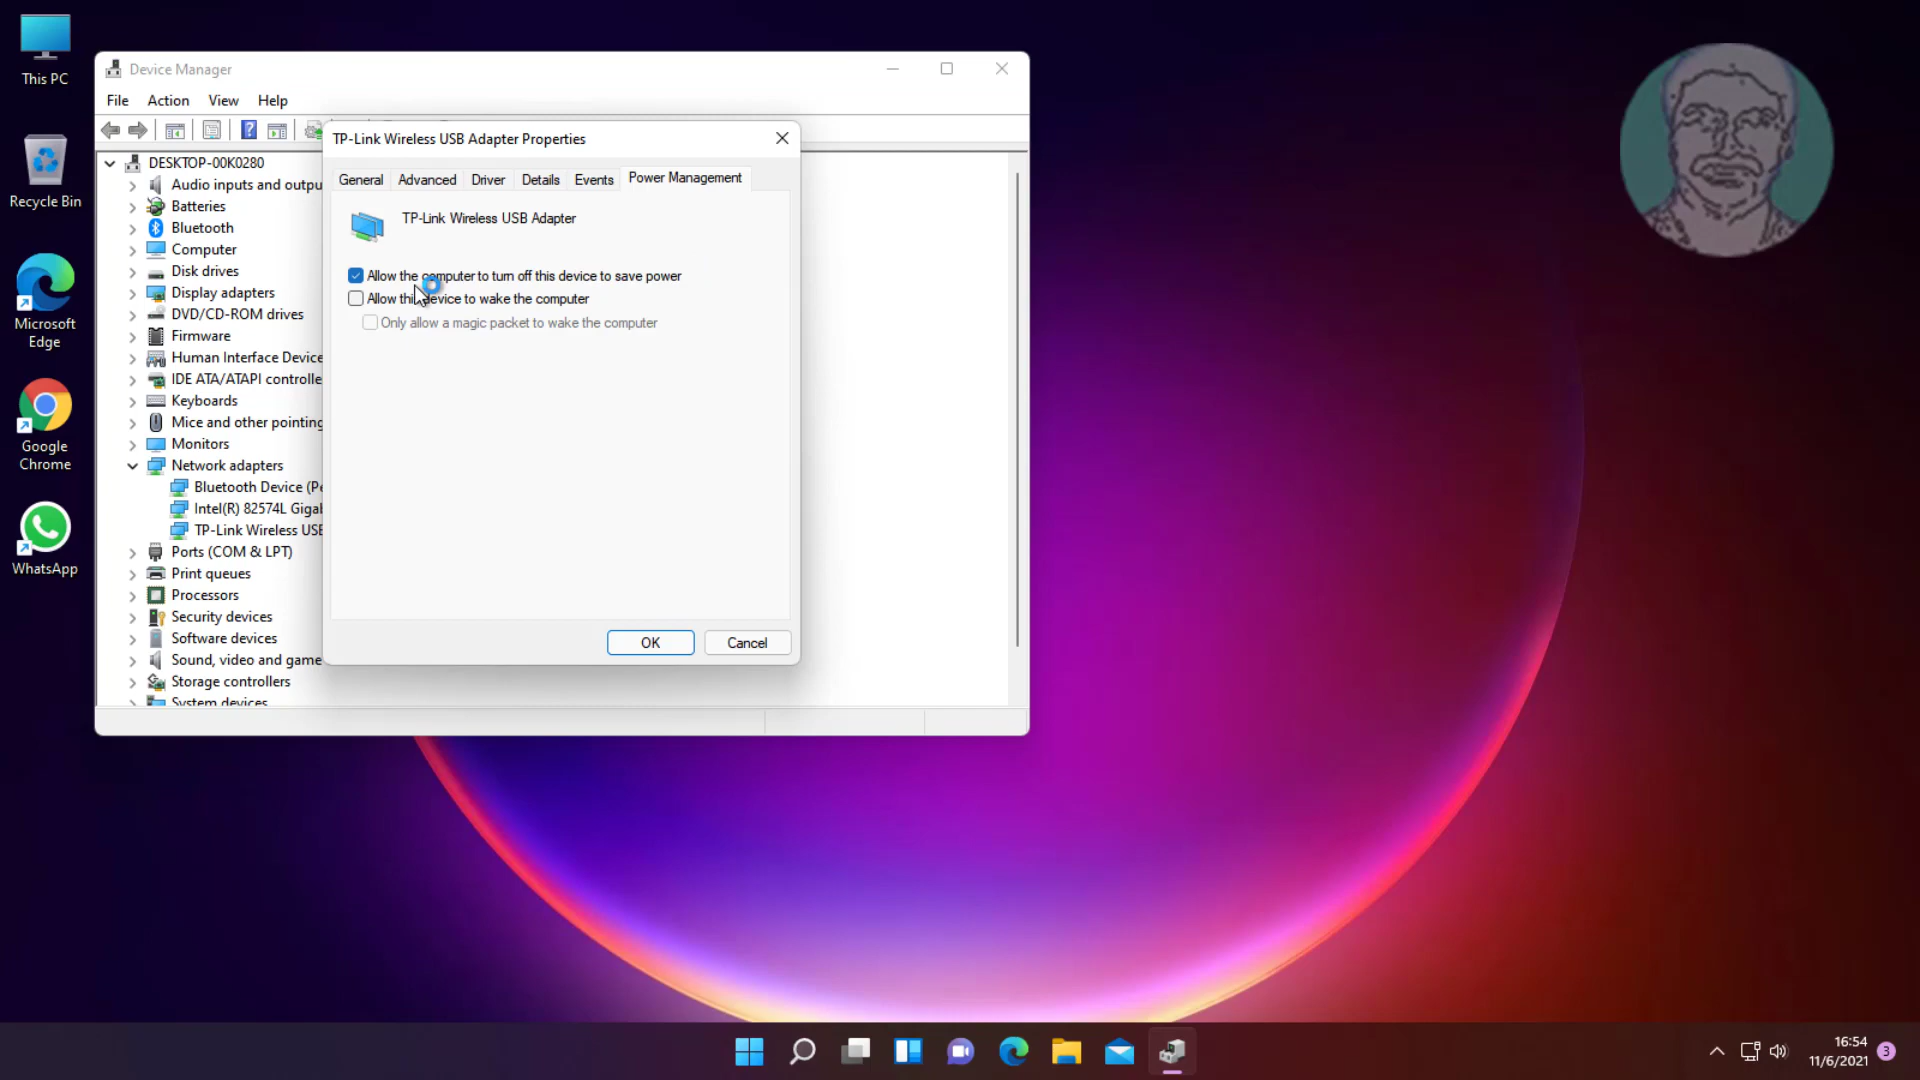 This PC
Recycle Bin
Microsoft
Edge
Google
Chrome
WhatsApp
Device Manager
File Action View Help
DESKTOP-00K0280
Audio inputs and outpu
Batteries
Bluetooth
Computer
Disk drives
Display adapters
DVD/CD-ROM drives
Firmware
Human Interface Device
IDE ATA/ATAPI controlle
Keyboards
Mice and other pointing
Monitors
Network adapters
Bluetooth Device (Pe
Intel(R) 82574L Gigab
TP-Link Wireless USB
Ports (COM & LPT)
Print queues
Processors
Security devices
Software devices
Sound, video and game
Storage controllers
System devices
TP-Link Wireless USB Adapter Properties
General Advanced Driver Details Events Power Management
TP-Link Wireless USB Adapter
Allow the computer to turn off this device to save power
Allow this device to wake the computer
Only allow a magic packet to wake the computer
OK Cancel
16:54
11/6/2021
3